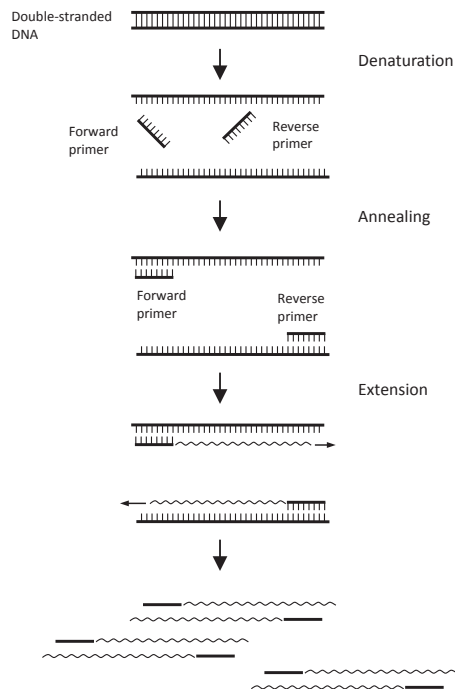 Double-stranded
DNA
Denaturation
Forward
primer
Reverse
primer
Annealing
Forward
primer
Reverse
primer
Extension